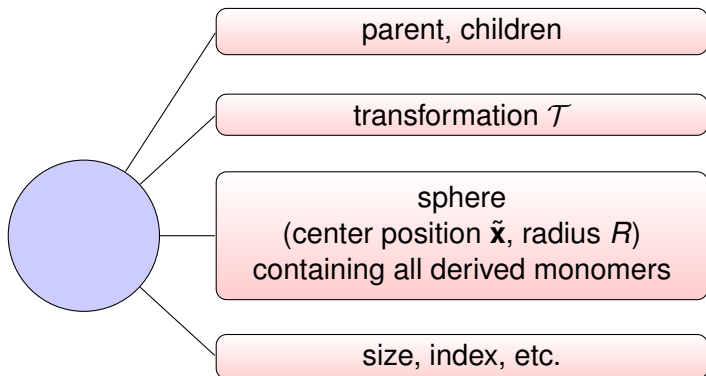 parent, children
transformation 𝒯
sphere
(center position x̃, radius R)
containing all derived monomers
size, index, etc.